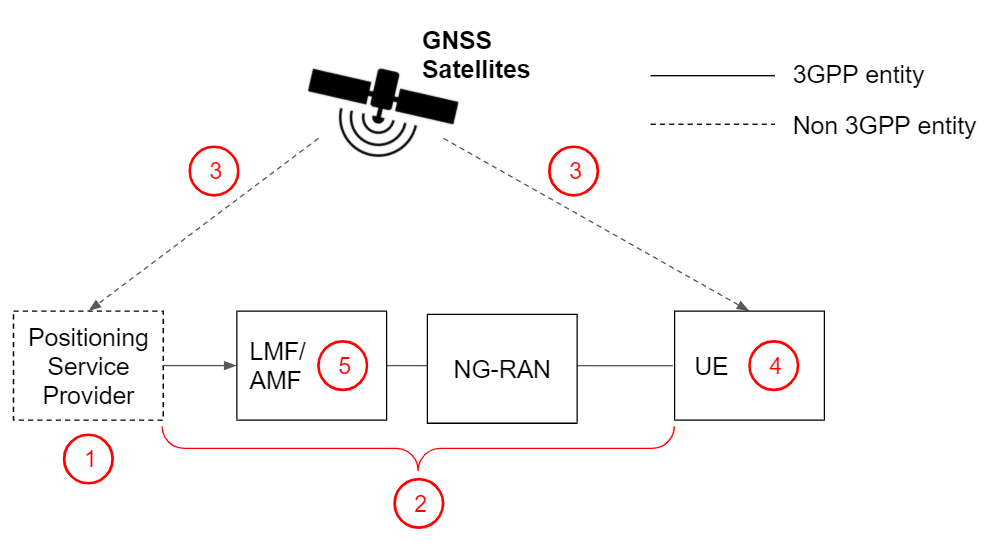 GNSS
Satellites
3GPP entity
Non 3GPP entity
3
3
Positioning
Service
Provider
LMF/
AMF
5
NG-RAN
UE
4
1
2